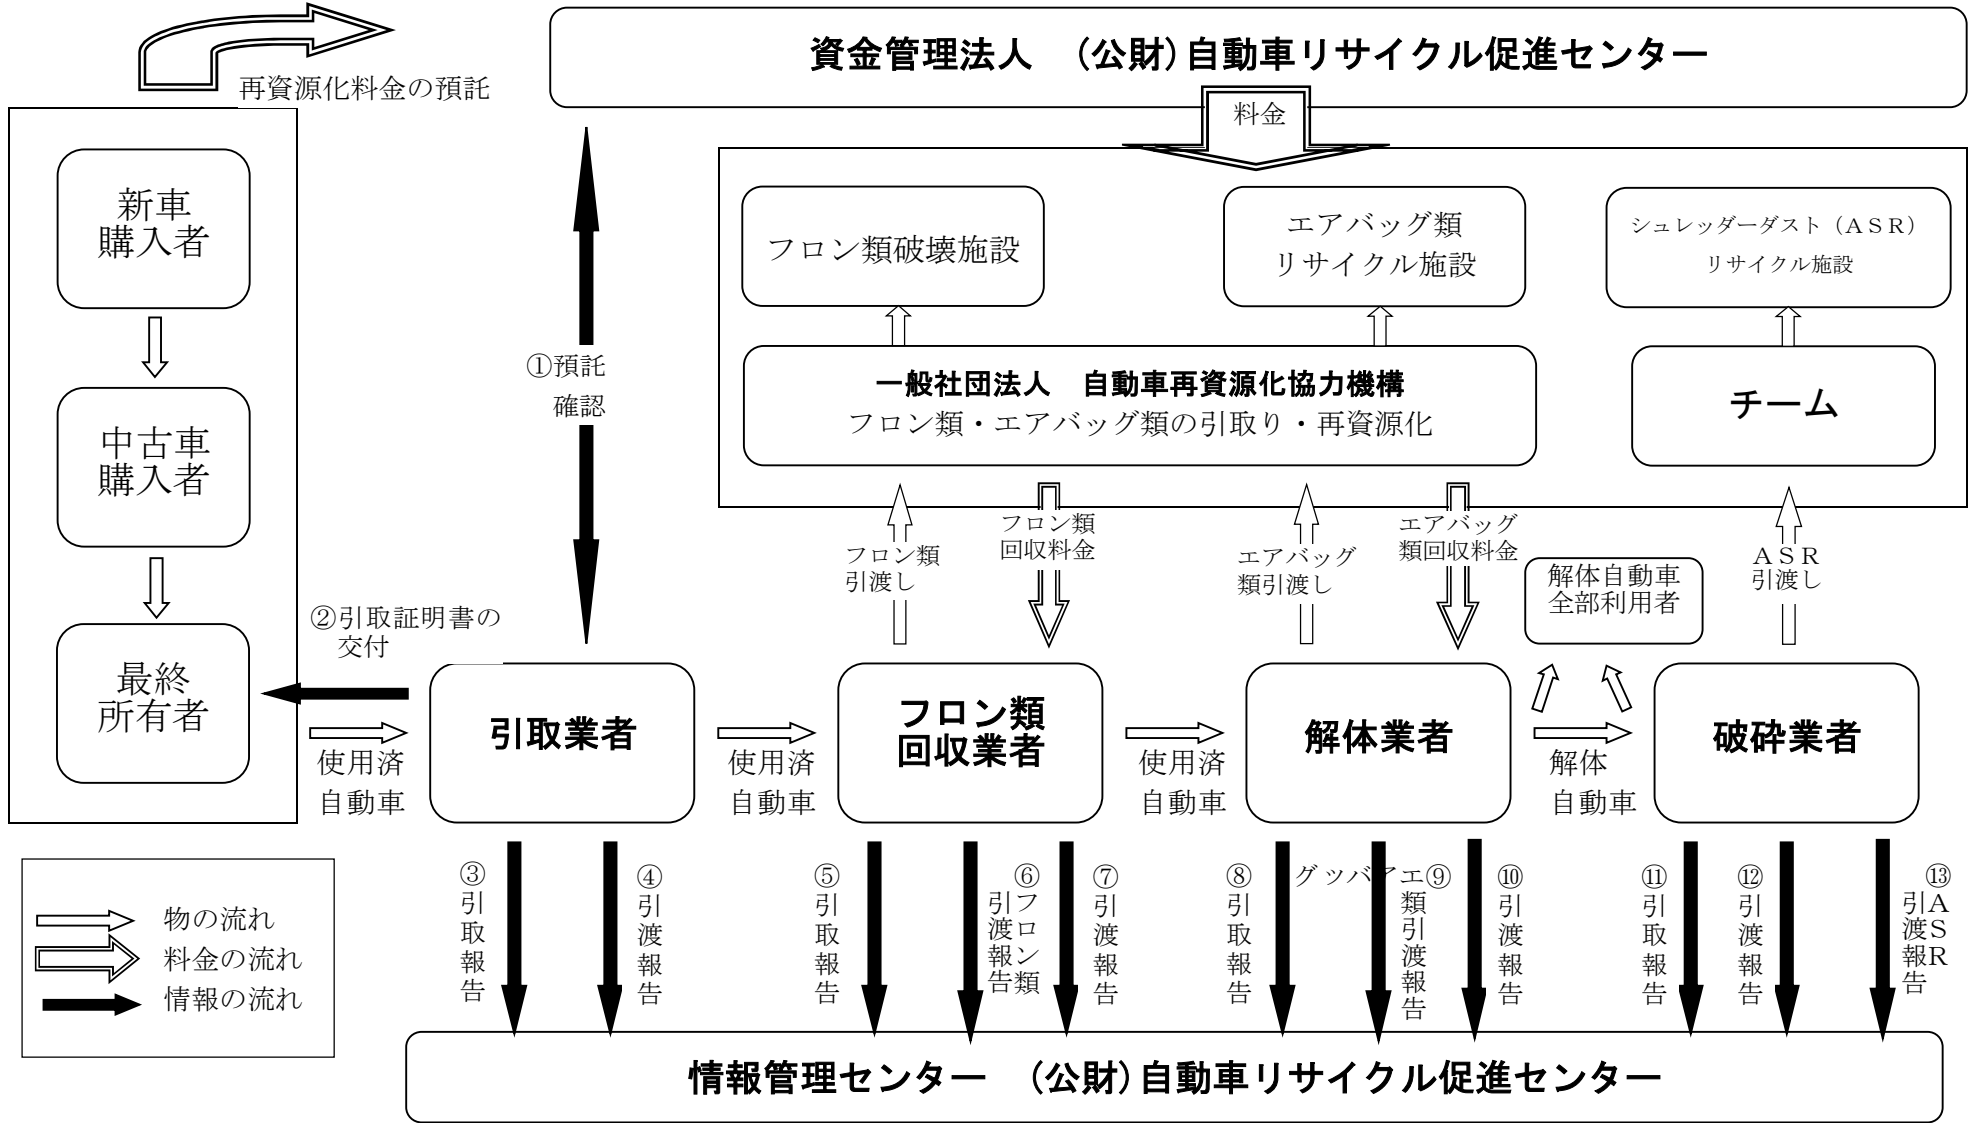 資金管理法人　（公財）自動車リサイクル促進センター
再資源化料金の預託
料金
新車
購入者
中古車
購入者
最終
所有者
フロン類破壊施設
エアバッグ類
リサイクル施設
シュレッダーダスト（ＡＳＲ）
リサイクル施設
①預託
確認
一般社団法人　自動車再資源化協力機構
フロン類・エアバッグ類の引取り・再資源化
チーム
フロン類
引渡し
フロン類
回収料金
エアバッグ
類引渡し
エアバッグ
類回収料金
解体自動車
全部利用者
ＡＳＲ
引渡し
②引取証明書の
交付
引取業者
フロン類
回収業者
解体業者
破砕業者
使用済
自動車
使用済
自動車
使用済
自動車
解体
自動車
物の流れ
料金の流れ
情報の流れ
③引取報告
④引渡報告
⑤引取報告
⑥フロン類
引渡報告
⑦引渡報告
⑧引取報告
⑨エアバッグ
類引渡報告
⑩引渡報告
⑪引取報告
⑫引渡報告
⑬ＡＳＲ
引渡報告
情報管理センター　（公財）自動車リサイクル促進センター